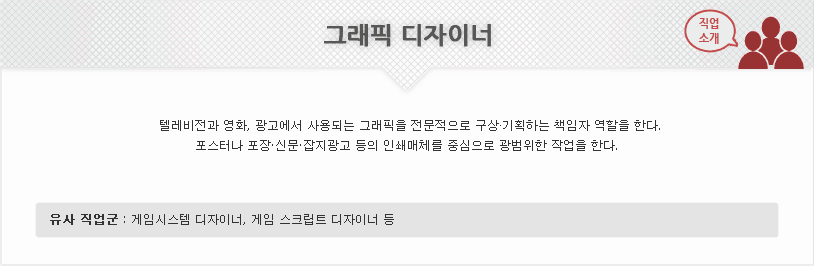 그래픽 디자이너
직업
소개
텔레비전과 영화, 광고에서 사용되는 그래픽을 전문적으로 구상·기획하는 책임자 역할을 한다.
포스터나 포장·신문·잡지광고 등의 인쇄매체를 중심으로 광범위한 작업을 한다.
유사 직업군 : 게임시스템 디자이너, 게임 스크립트 디자이너 등